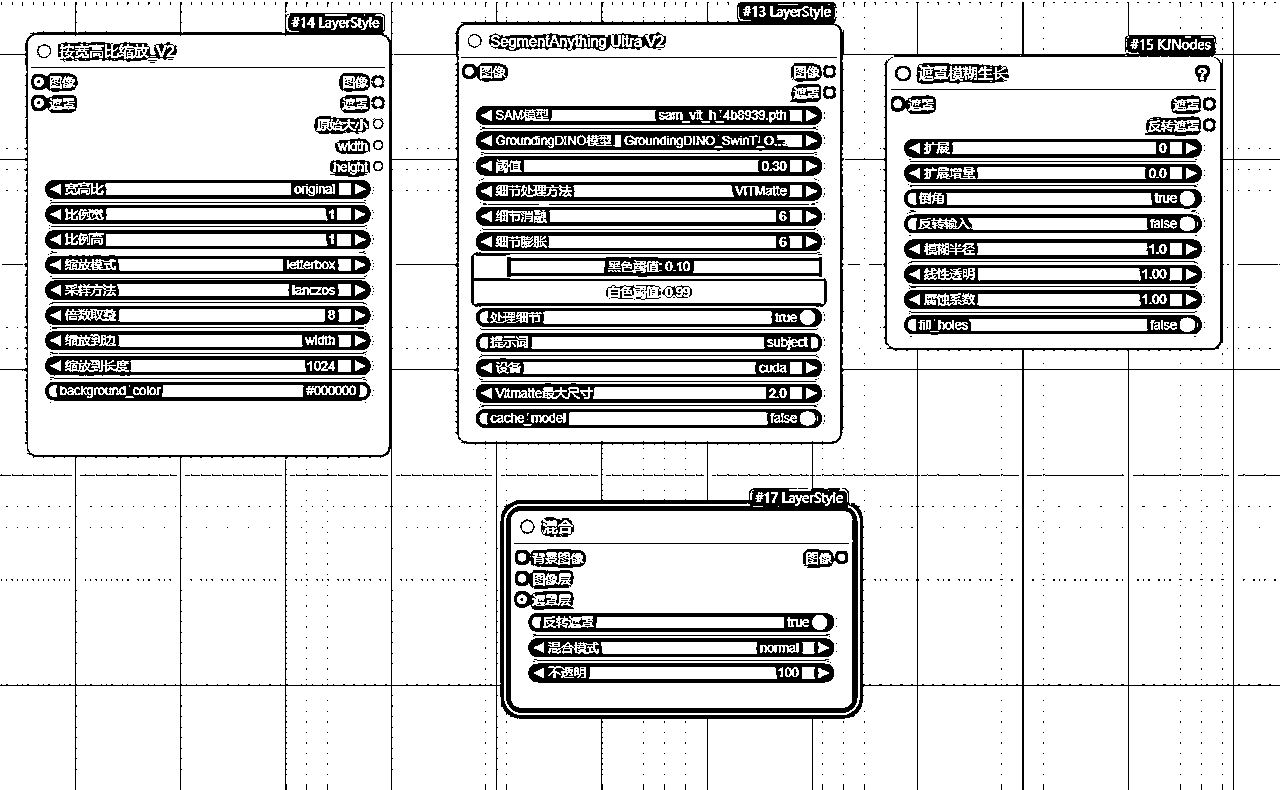 #14 LayerStyle
按宽高比缩放_V2
图像 图像
遮罩 遮罩
原始大小
width
height
宽高比 original
比例宽 1
比例高 1
缩放模式 letterbox
采样方法 lanczos
倍数取整 8
缩放到边 width
缩放到长度 1024
background_color #000000
#13 LayerStyle
SegmentAnything Ultra V2
图像 图像
遮罩
SAM模型 sam_vit_h_4b8939.pth
GroundingDINO模型 GroundingDINO_SwinT_O...
阈值 0.30
细节处理方法 VITMatte
细节消融 6
细节膨胀 6
黑色阈值: 0.10
白色阈值: 0.99
处理细节 true
提示词 subject
设备 cuda
Vitmatte最大尺寸 2.0
cache_model false
#15 KJNodes
遮罩模糊生长 ?
遮罩 遮罩
反转遮罩
扩展 0
扩展增量 0.0
倒角 true
反转输入 false
模糊半径 1.0
线性透明 1.00
腐蚀系数 1.00
fill_holes false
#17 LayerStyle
混合
背景图像 图像
图像层
遮罩层
反转遮罩 true
混合模式 normal
不透明 100